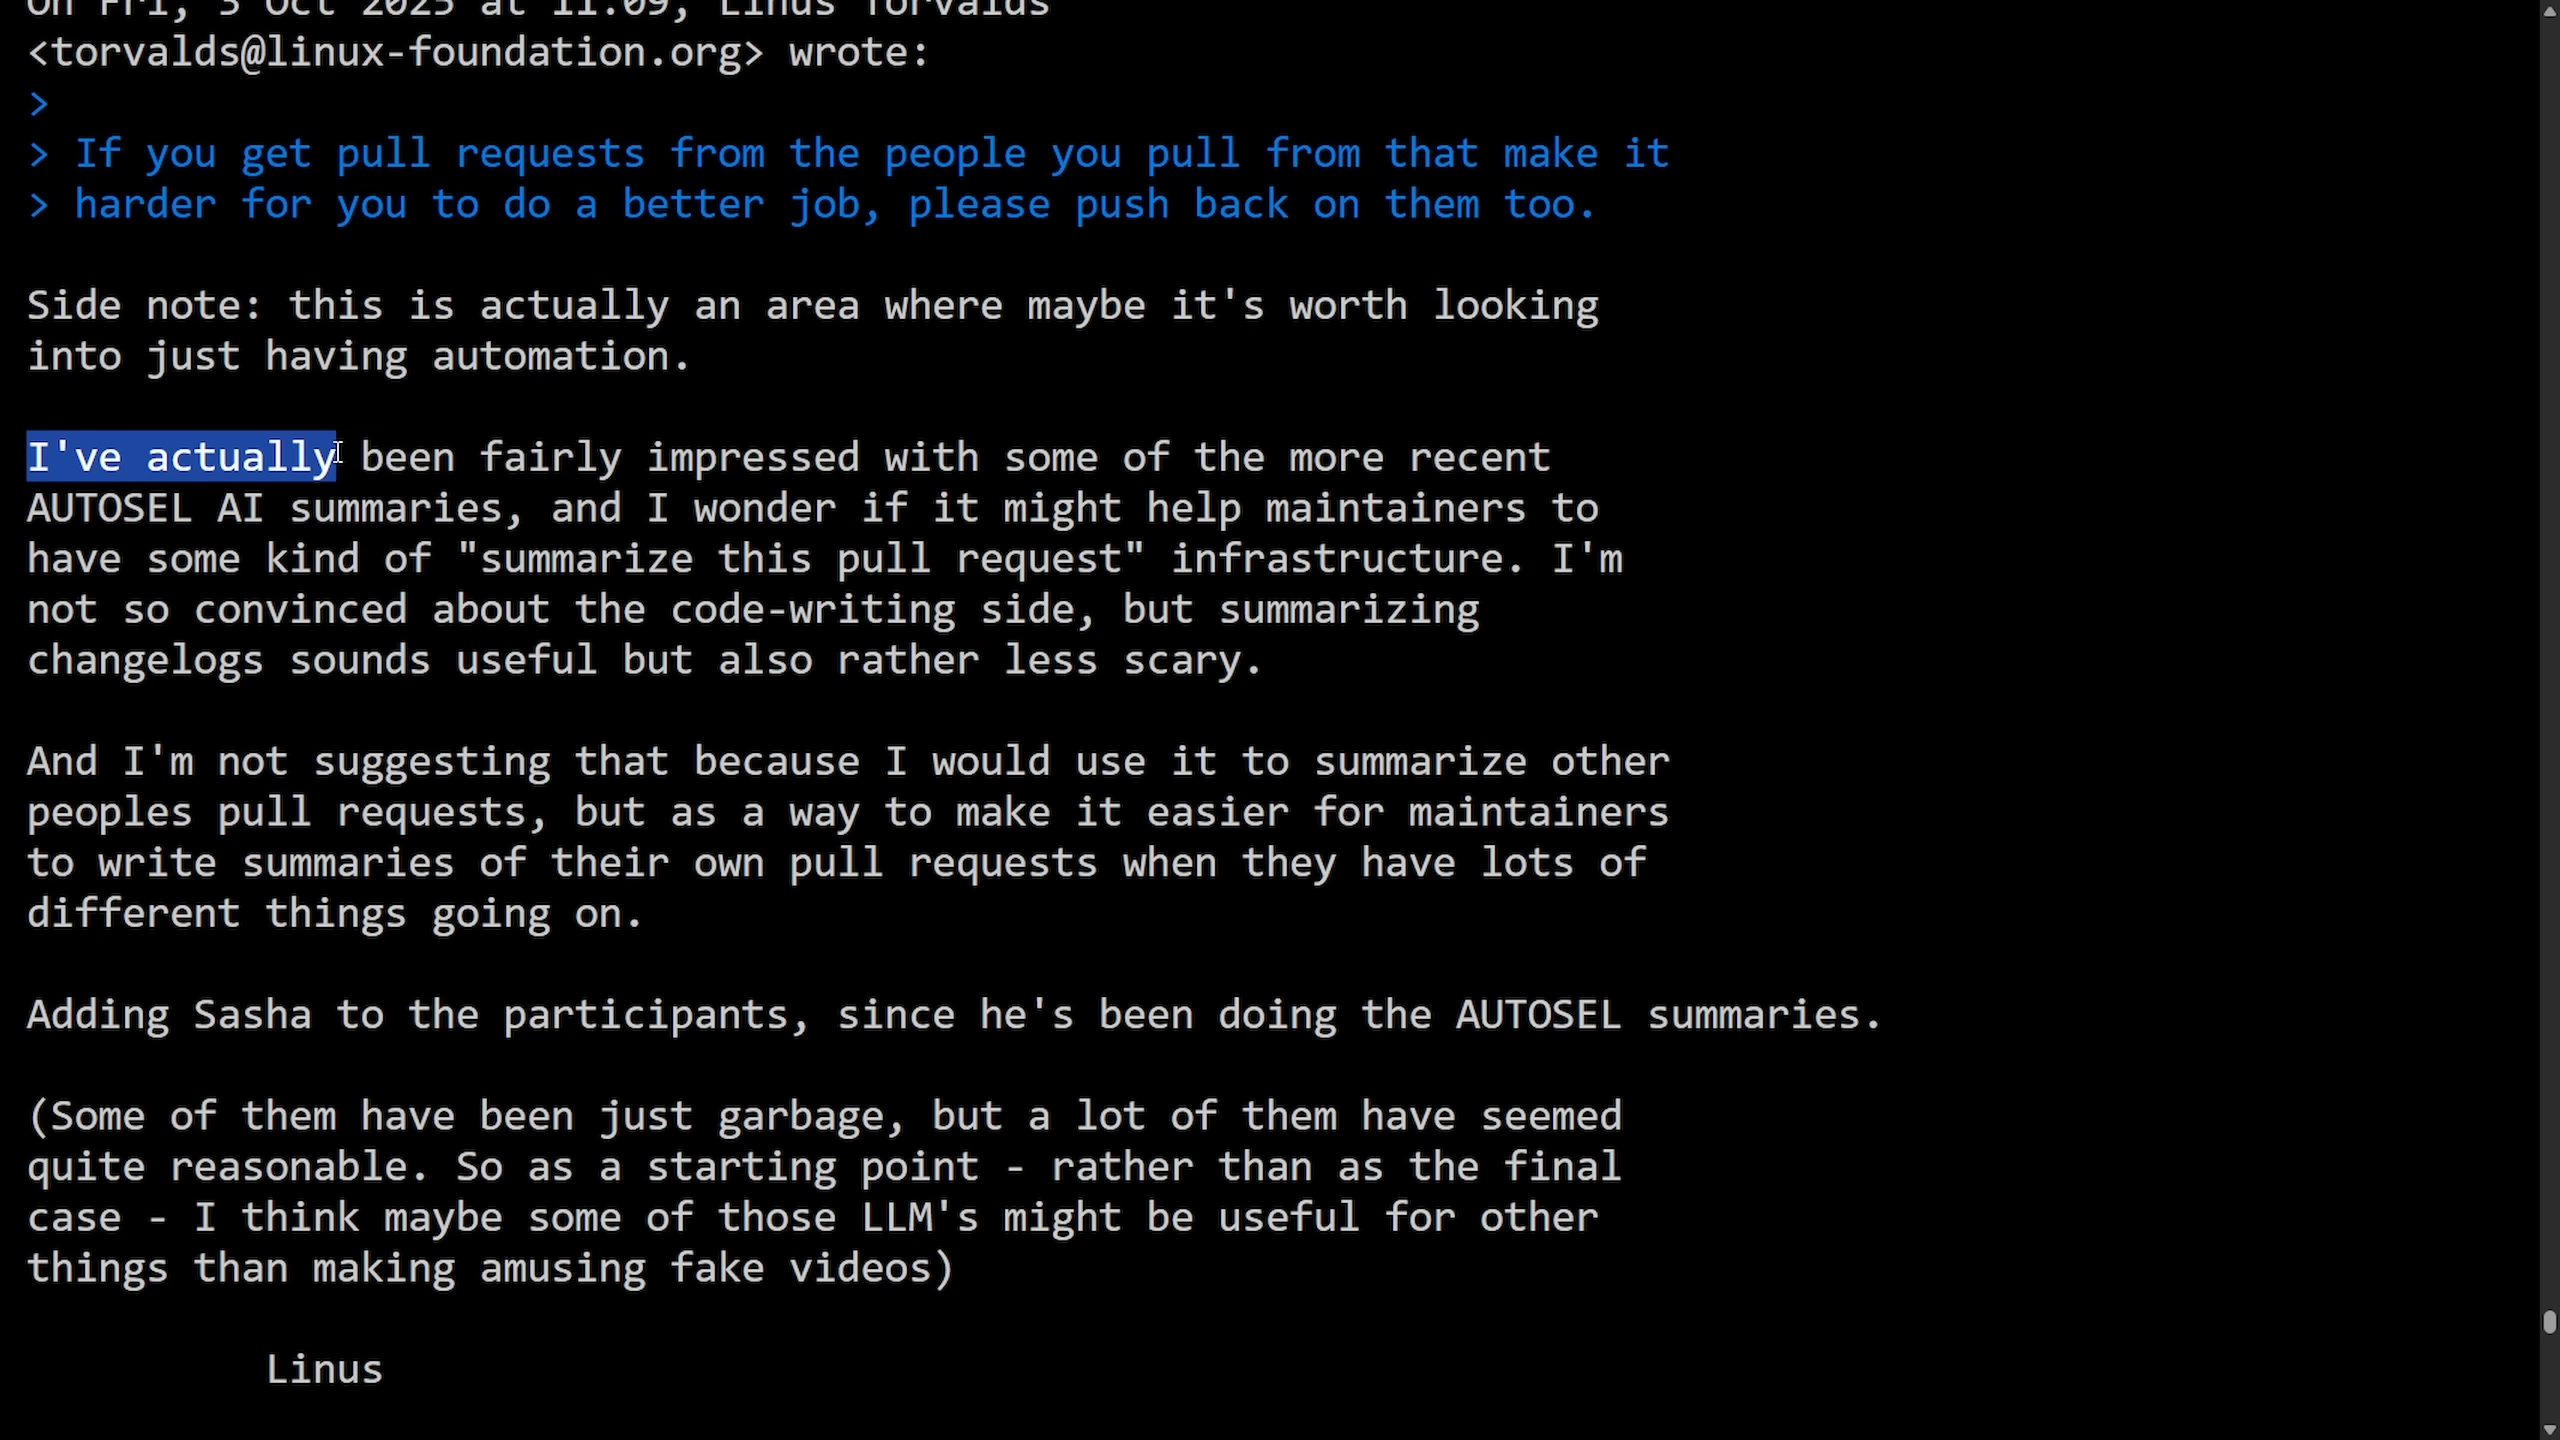 On Fri, 3 Oct 2025 at 11:09, Linus Torvalds
<torvalds@linux-foundation.org> wrote:
>
> If you get pull requests from the people you pull from that make it
> harder for you to do a better job, please push back on them too.
Side note: this is actually an area where maybe it's worth looking
into just having automation.
I've actually been fairly impressed with some of the more recent
AUTOSEL AI summaries, and I wonder if it might help maintainers to
have some kind of "summarize this pull request" infrastructure. I'm
not so convinced about the code-writing side, but summarizing
changelogs sounds useful but also rather less scary.
And I'm not suggesting that because I would use it to summarize other
peoples pull requests, but as a way to make it easier for maintainers
to write summaries of their own pull requests when they have lots of
different things going on.
Adding Sasha to the participants, since he's been doing the AUTOSEL summaries.
(Some of them have been just garbage, but a lot of them have seemed
quite reasonable. So as a starting point - rather than as the final
case - I think maybe some of those LLM's might be useful for other
things than making amusing fake videos)
Linus